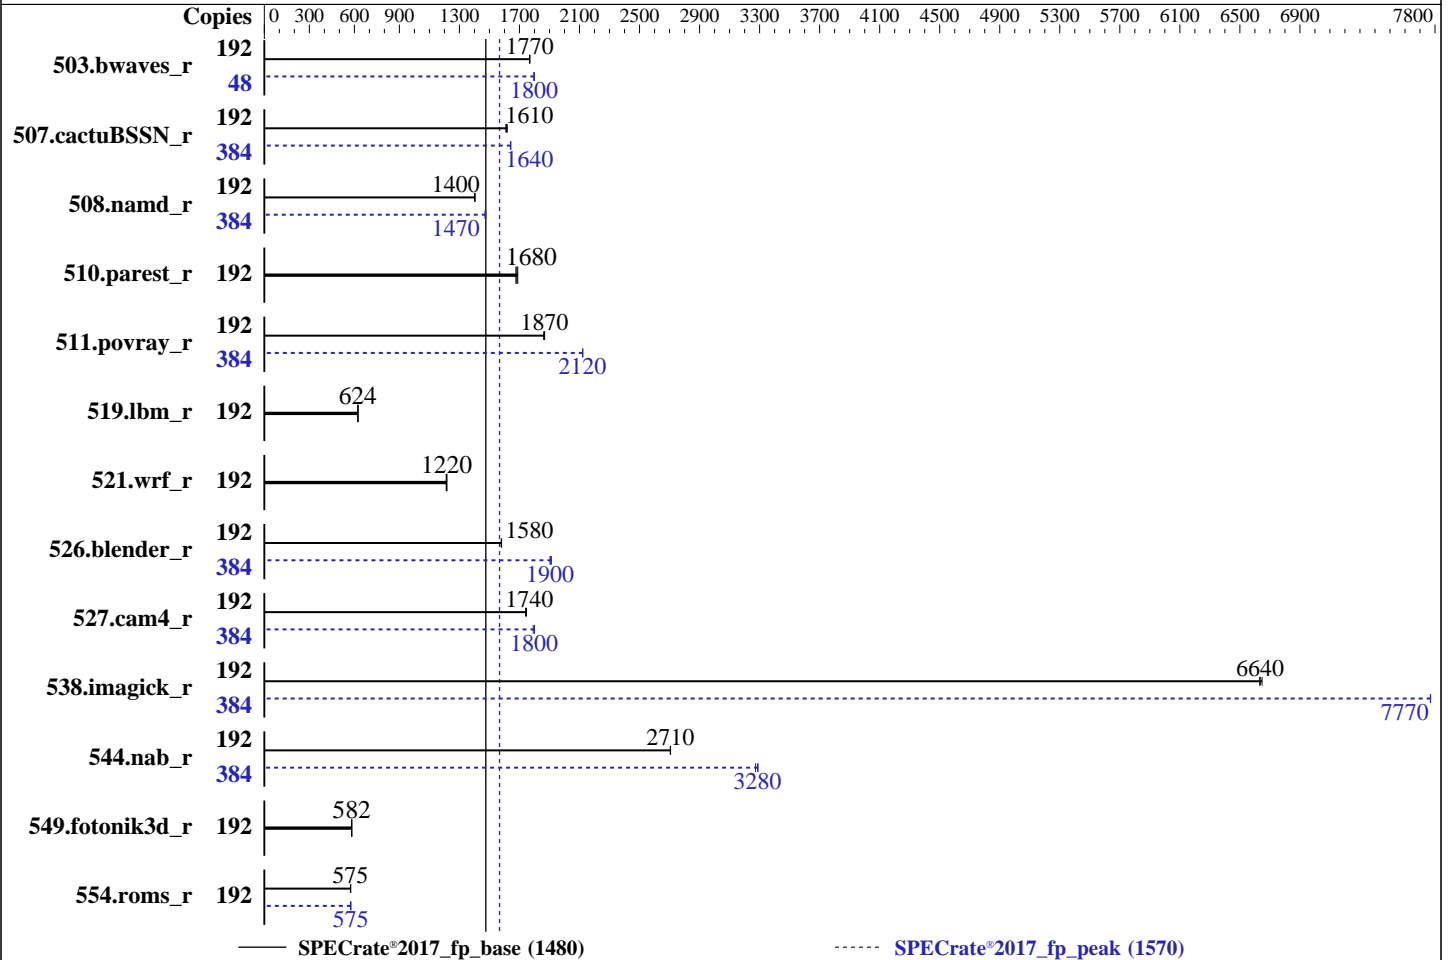 Copies 0 300 600 900 1300 1700 2100 2500 2900 3300 3700 4100 4500 4900 5300 5700 6100 6500 6900 7800
503.bwaves_r 192 1770
48 1800
507.cactuBSSN_r 192 1610
384 1640
508.namd_r 192 1400
384 1470
510.parest_r 192 1680
511.povray_r 192 1870
384 2120
519.lbm_r 192 624
521.wrf_r 192 1220
526.blender_r 192 1580
384 1900
527.cam4_r 192 1740
384 1800
538.imagick_r 192 6640
384 7770
544.nab_r 192 2710
384 3280
549.fotonik3d_r 192 582
554.roms_r 192 575
575
SPECrate®2017_fp_base (1480) SPECrate®2017_fp_peak (1570)